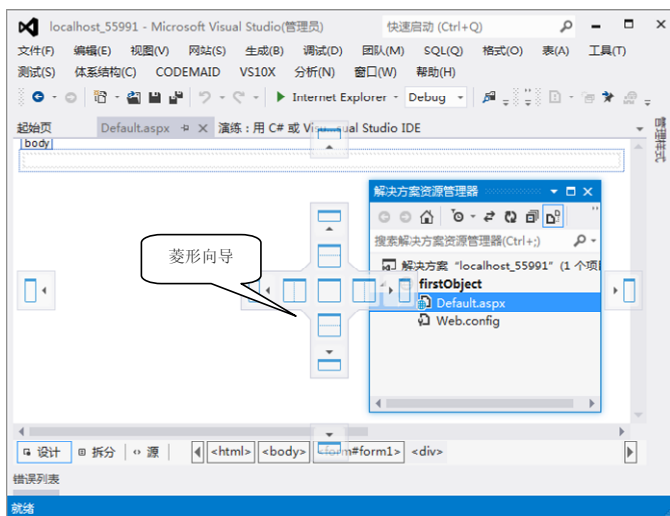 localhost_55991 - Microsoft Visual Studio(管理员)
快速启动 (Ctrl+Q)
文件(F) 编辑(E) 视图(V) 网站(S) 生成(B) 调试(D) 团队(M) SQL(Q) 格式(O) 表(A) 工具(T)
测试(S) 体系结构(C) CODEMAID VS10X 分析(N) 窗口(W) 帮助(H)
Internet Explorer Debug
起始页 Default.aspx 演练:用 C# 或 Studio IDE
管理样式
body
解决方案资源管理器
搜索解决方案资源管理器(Ctrl+;)
解决方案 "localhost_55991" (1 个项
firstObject
Default.aspx
Web.config
菱形向导
设计 拆分 源 <html> <body> <form#form1> <div>
错误列表
就绪